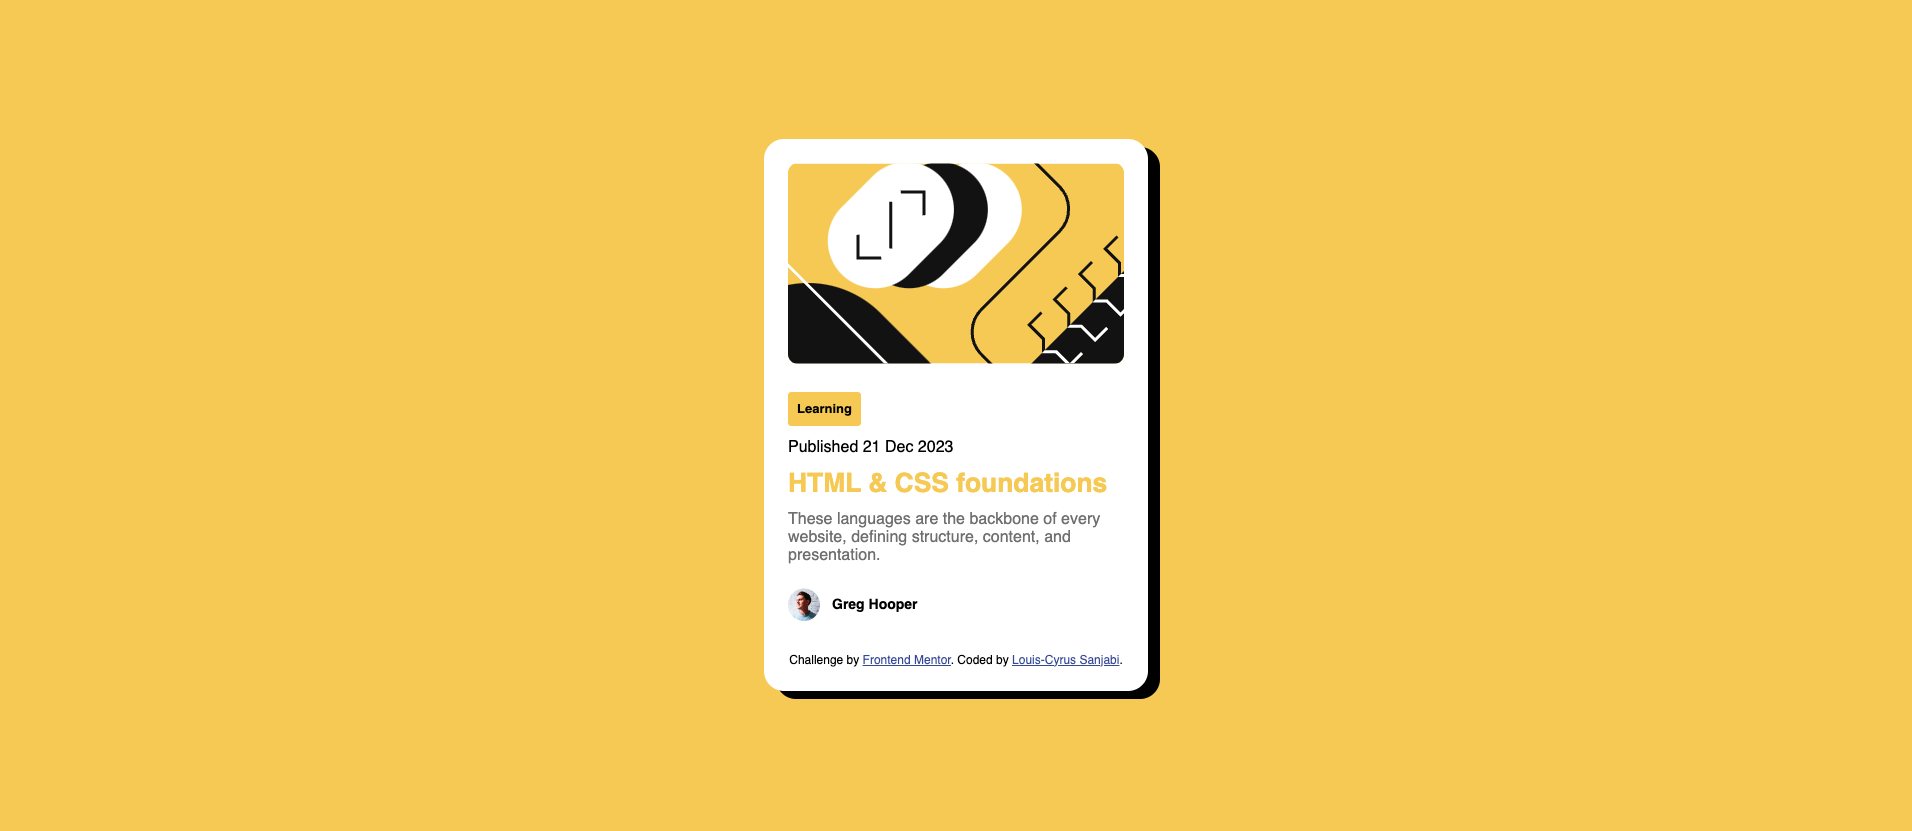 Learning
Published 21 Dec 2023
HTML & CSS foundations
These languages are the backbone of every
website, defining structure, content, and
presentation.
Greg Hooper
Challenge by Frontend Mentor. Coded by Louis-Cyrus Sanjabi.